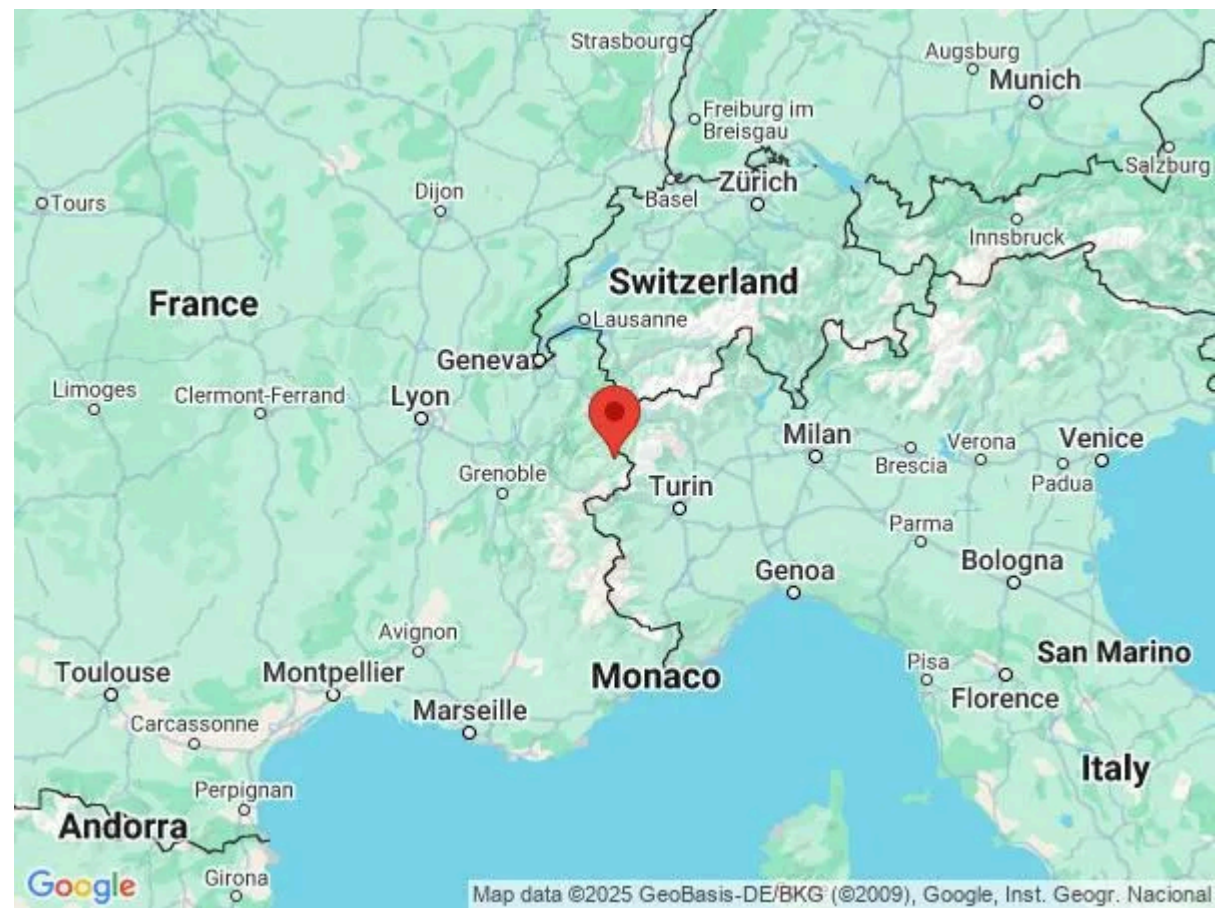 Strasbourg
Augsburg
Munich
Freiburg im
Breisgau
Salzburg
Tours
Dijon
Basel
Zürich
Innsbruck
France
Switzerland
Lausanne
Geneva
Limoges
Clermont-Ferrand
Lyon
Milan
Verona
Venice
Brescia
Padua
Grenoble
Turin
Parma
Genoa
Bologna
Avignon
Toulouse
Montpellier
Monaco
Pisa
San Marino
Florence
Marseille
Carcassonne
Italy
Perpignan
Andorra
Girona
Google
Map data ©2025 GeoBasis-DE/BKG (©2009), Google, Inst. Geogr. Nacional